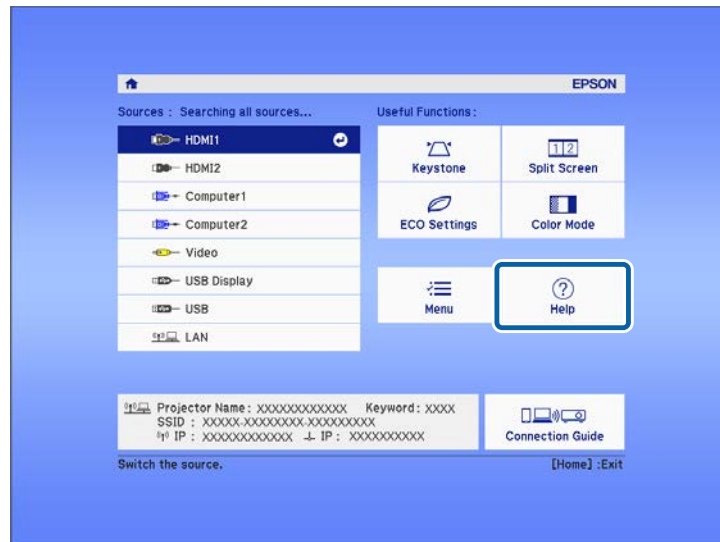 EPSON
Sources : Searching all sources...
HDMI1
HDMI2
Computer1
Computer2
Video
USB Display
USB
LAN
Useful Functions :
Keystone
Split Screen
1 2
ECO Settings
Color Mode
Menu
? Help
Projector Name : XXXXXXXXXXXX Keyword : XXXX
SSID : XXXXX-XXXXXXXX-XXXXXXXXX
IP : XXXXXXXXXXXX IP : XXXXXXXXXX
Connection Guide
Switch the source.
[Home] :Exit